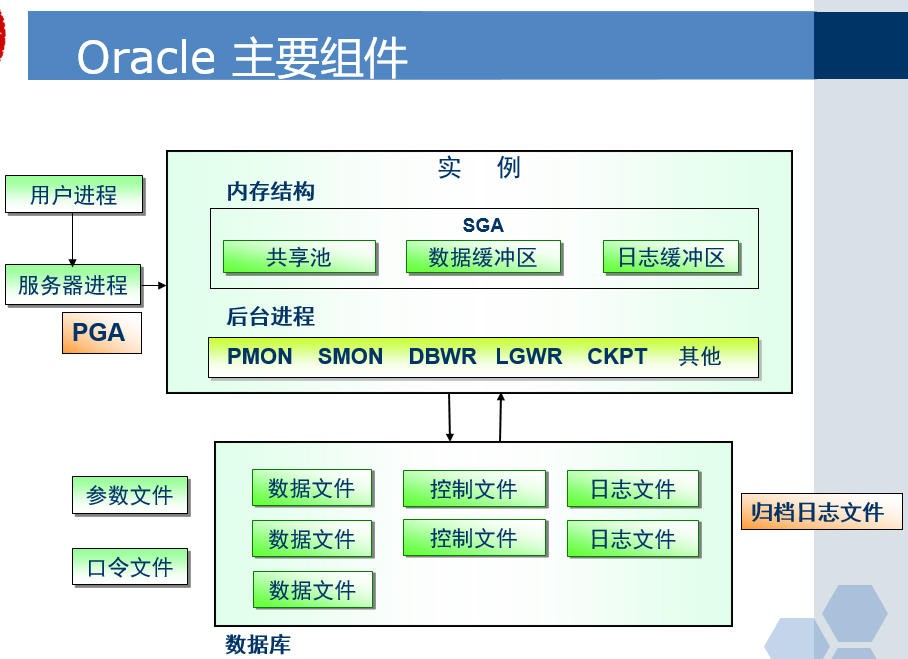 Oracle 主要组件
实 例
用户进程
内存结构
SGA
共享池 数据缓冲区 日志缓冲区
服务器进程
后台进程
PGA
PMON SMON DBWR LGWR CKPT 其他
参数文件
数据文件 控制文件 日志文件
归档日志文件
数据文件 控制文件 日志文件
口令文件
数据文件
数据库